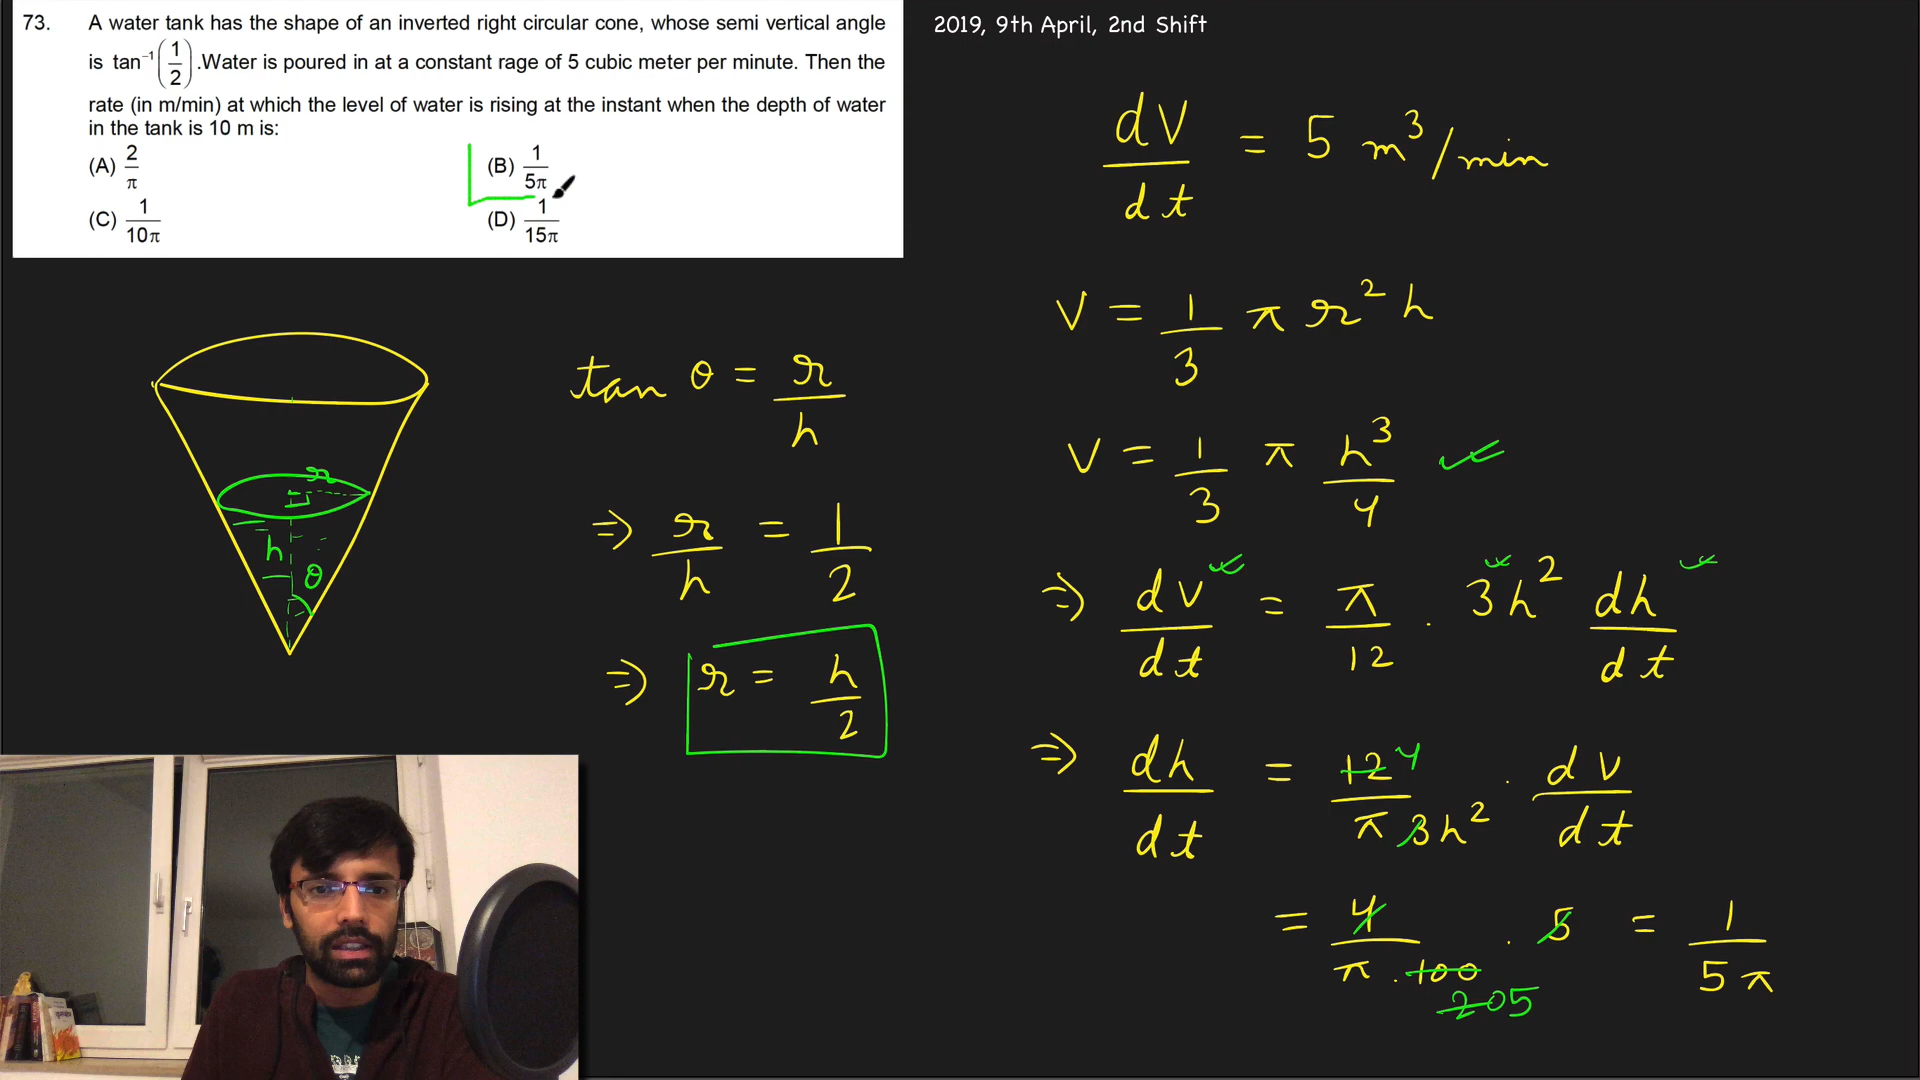 73. A water tank has the shape of an inverted right circular cone, whose semi vertical angle
is tan⁻¹(1/2) .Water is poured in at a constant rage of 5 cubic meter per minute. Then the
rate (in m/min) at which the level of water is rising at the instant when the depth of water
in the tank is 10 m is:
(A) 2/π (B) 1/5π
(C) 1/10π (D) 1/15π
2019, 9th April, 2nd Shift
r
h
θ
tan θ = r/h
⇒ r/h = 1/2
⇒ r = h/2
dV/dt = 5 m³/min
V = 1/3 π r² h
V = 1/3 π h³/4
⇒ dV/dt = π/12 . 3h² dh/dt
⇒ dh/dt = 12 4/π 3h² . dV/dt
= 4/π . 100 . 5 = 1/5π
20 5